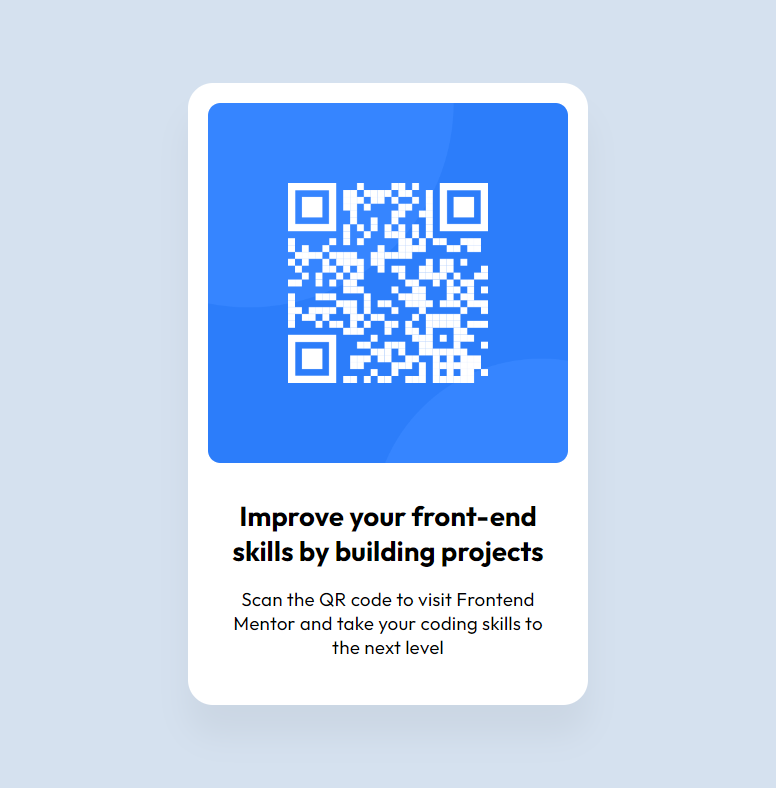 Improve your front-end
skills by building projects
Scan the QR code to visit Frontend
Mentor and take your coding skills to
the next level